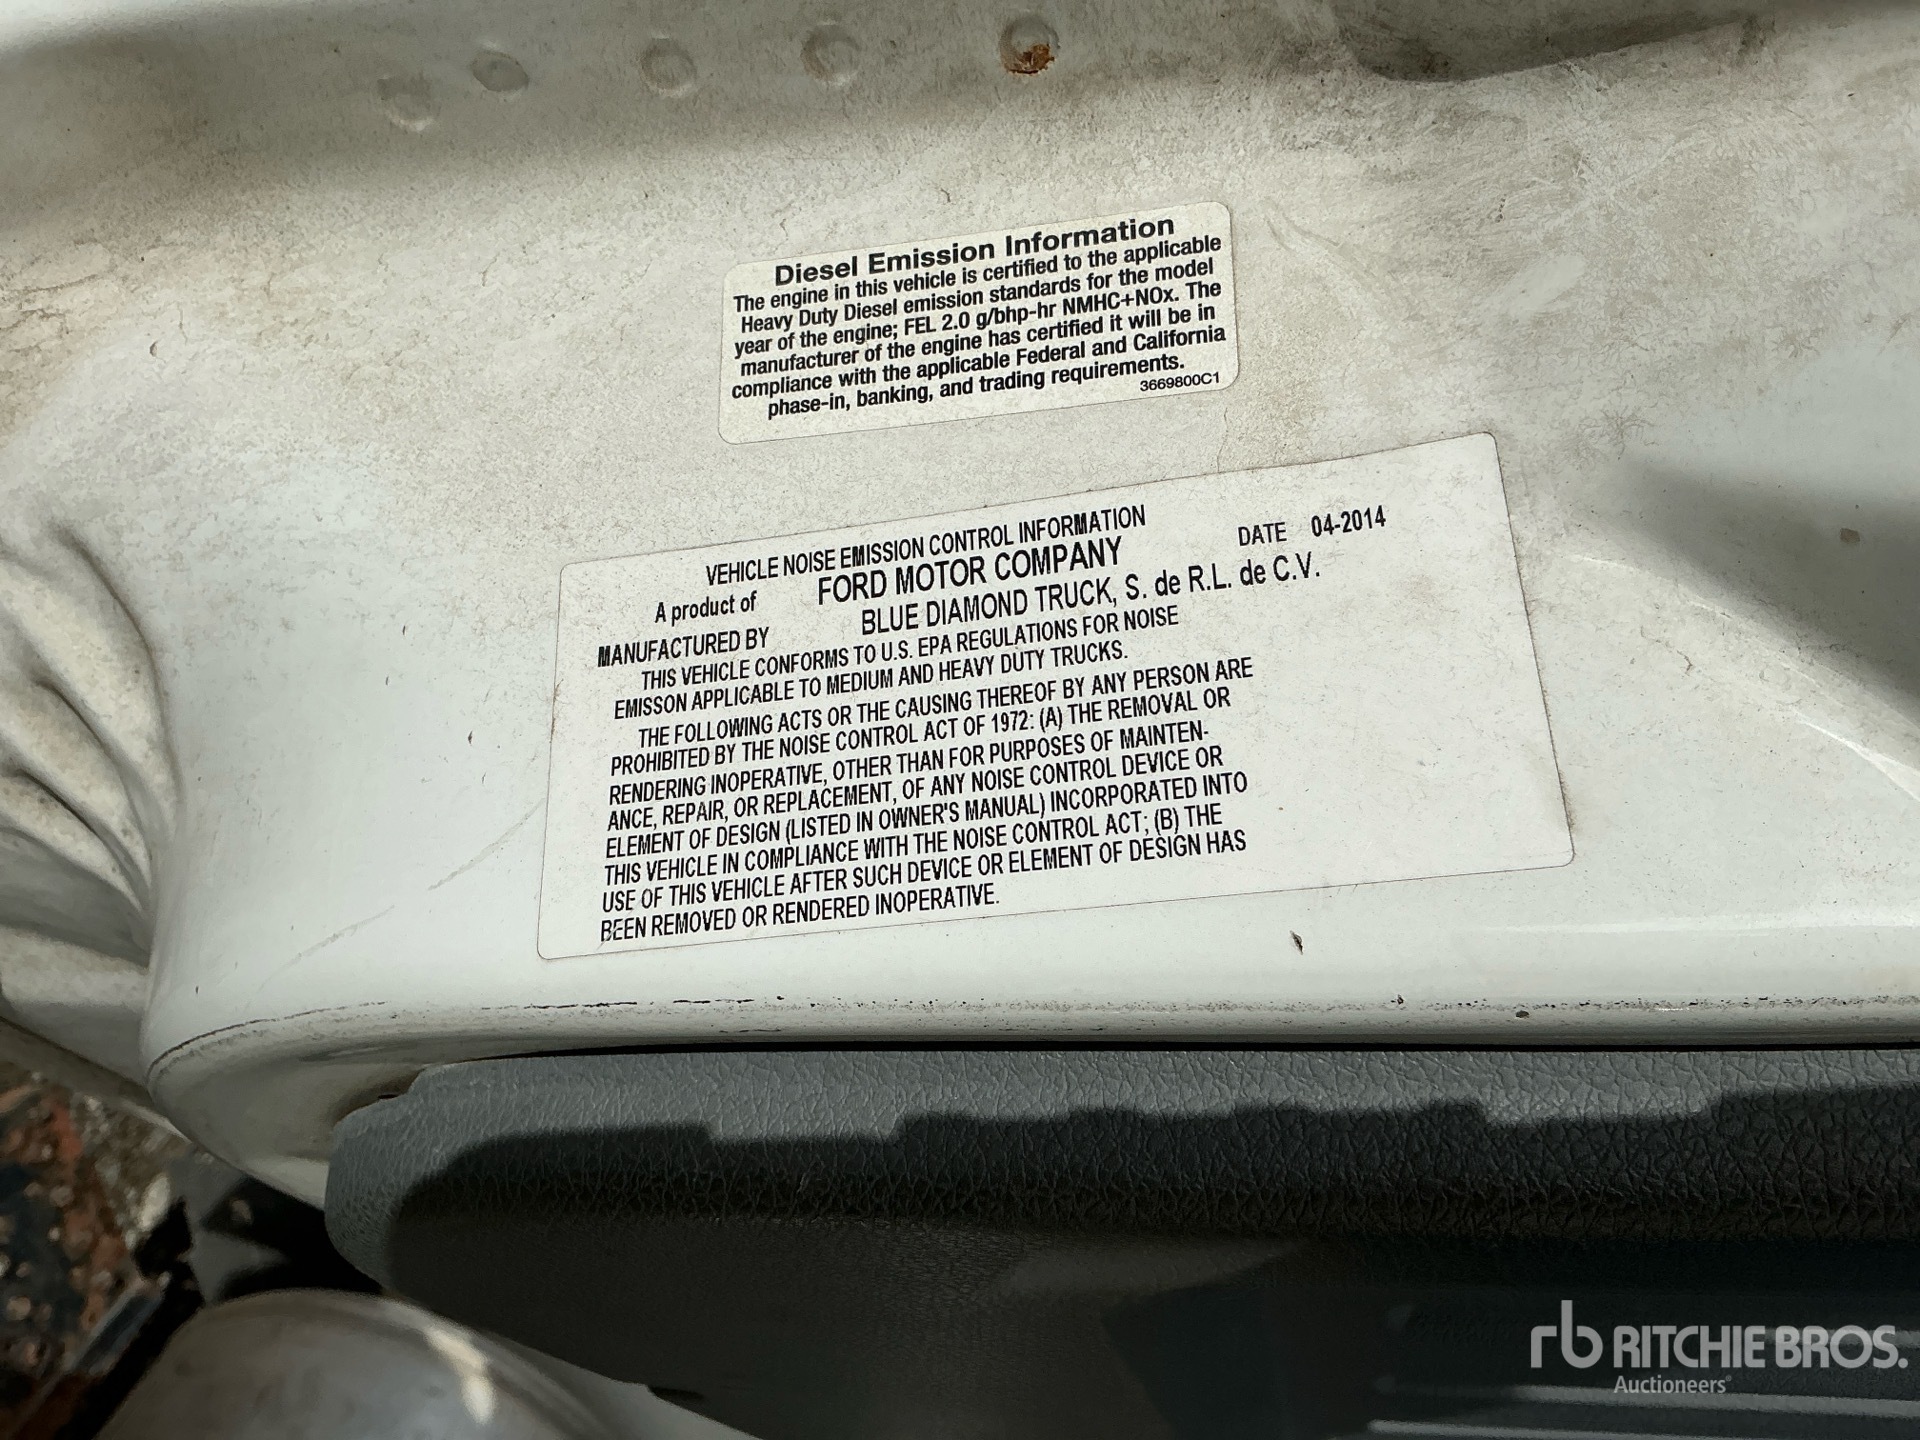 Diesel Emission Information
The engine in this vehicle is certified to the applicable
Heavy Duty Diesel emission standards for the model
year of the engine; FEL 2.0 g/bhp-hr NMHC+NOx. The
manufacturer of the engine has certified it will be in
compliance with the applicable Federal and California
phase-in, banking, and trading requirements.
3669800C1
VEHICLE NOISE EMISSION CONTROL INFORMATION
A product of FORD MOTOR COMPANY DATE 04-2014
MANUFACTURED BY BLUE DIAMOND TRUCK, S. de R.L. de C.V.
THIS VEHICLE CONFORMS TO U.S. EPA REGULATIONS FOR NOISE
EMISSON APPLICABLE TO MEDIUM AND HEAVY DUTY TRUCKS.
THE FOLLOWING ACTS OR THE CAUSING THEREOF BY ANY PERSON ARE
PROHIBITED BY THE NOISE CONTROL ACT OF 1972: (A) THE REMOVAL OR
RENDERING INOPERATIVE, OTHER THAN FOR PURPOSES OF MAINTEN-
ANCE, REPAIR, OR REPLACEMENT, OF ANY NOISE CONTROL DEVICE OR
ELEMENT OF DESIGN (LISTED IN OWNER'S MANUAL) INCORPORATED INTO
THIS VEHICLE IN COMPLIANCE WITH THE NOISE CONTROL ACT; (B) THE
USE OF THIS VEHICLE AFTER SUCH DEVICE OR ELEMENT OF DESIGN HAS
BEEN REMOVED OR RENDERED INOPERATIVE.
rb RITCHIE BROS.
Auctioneers®